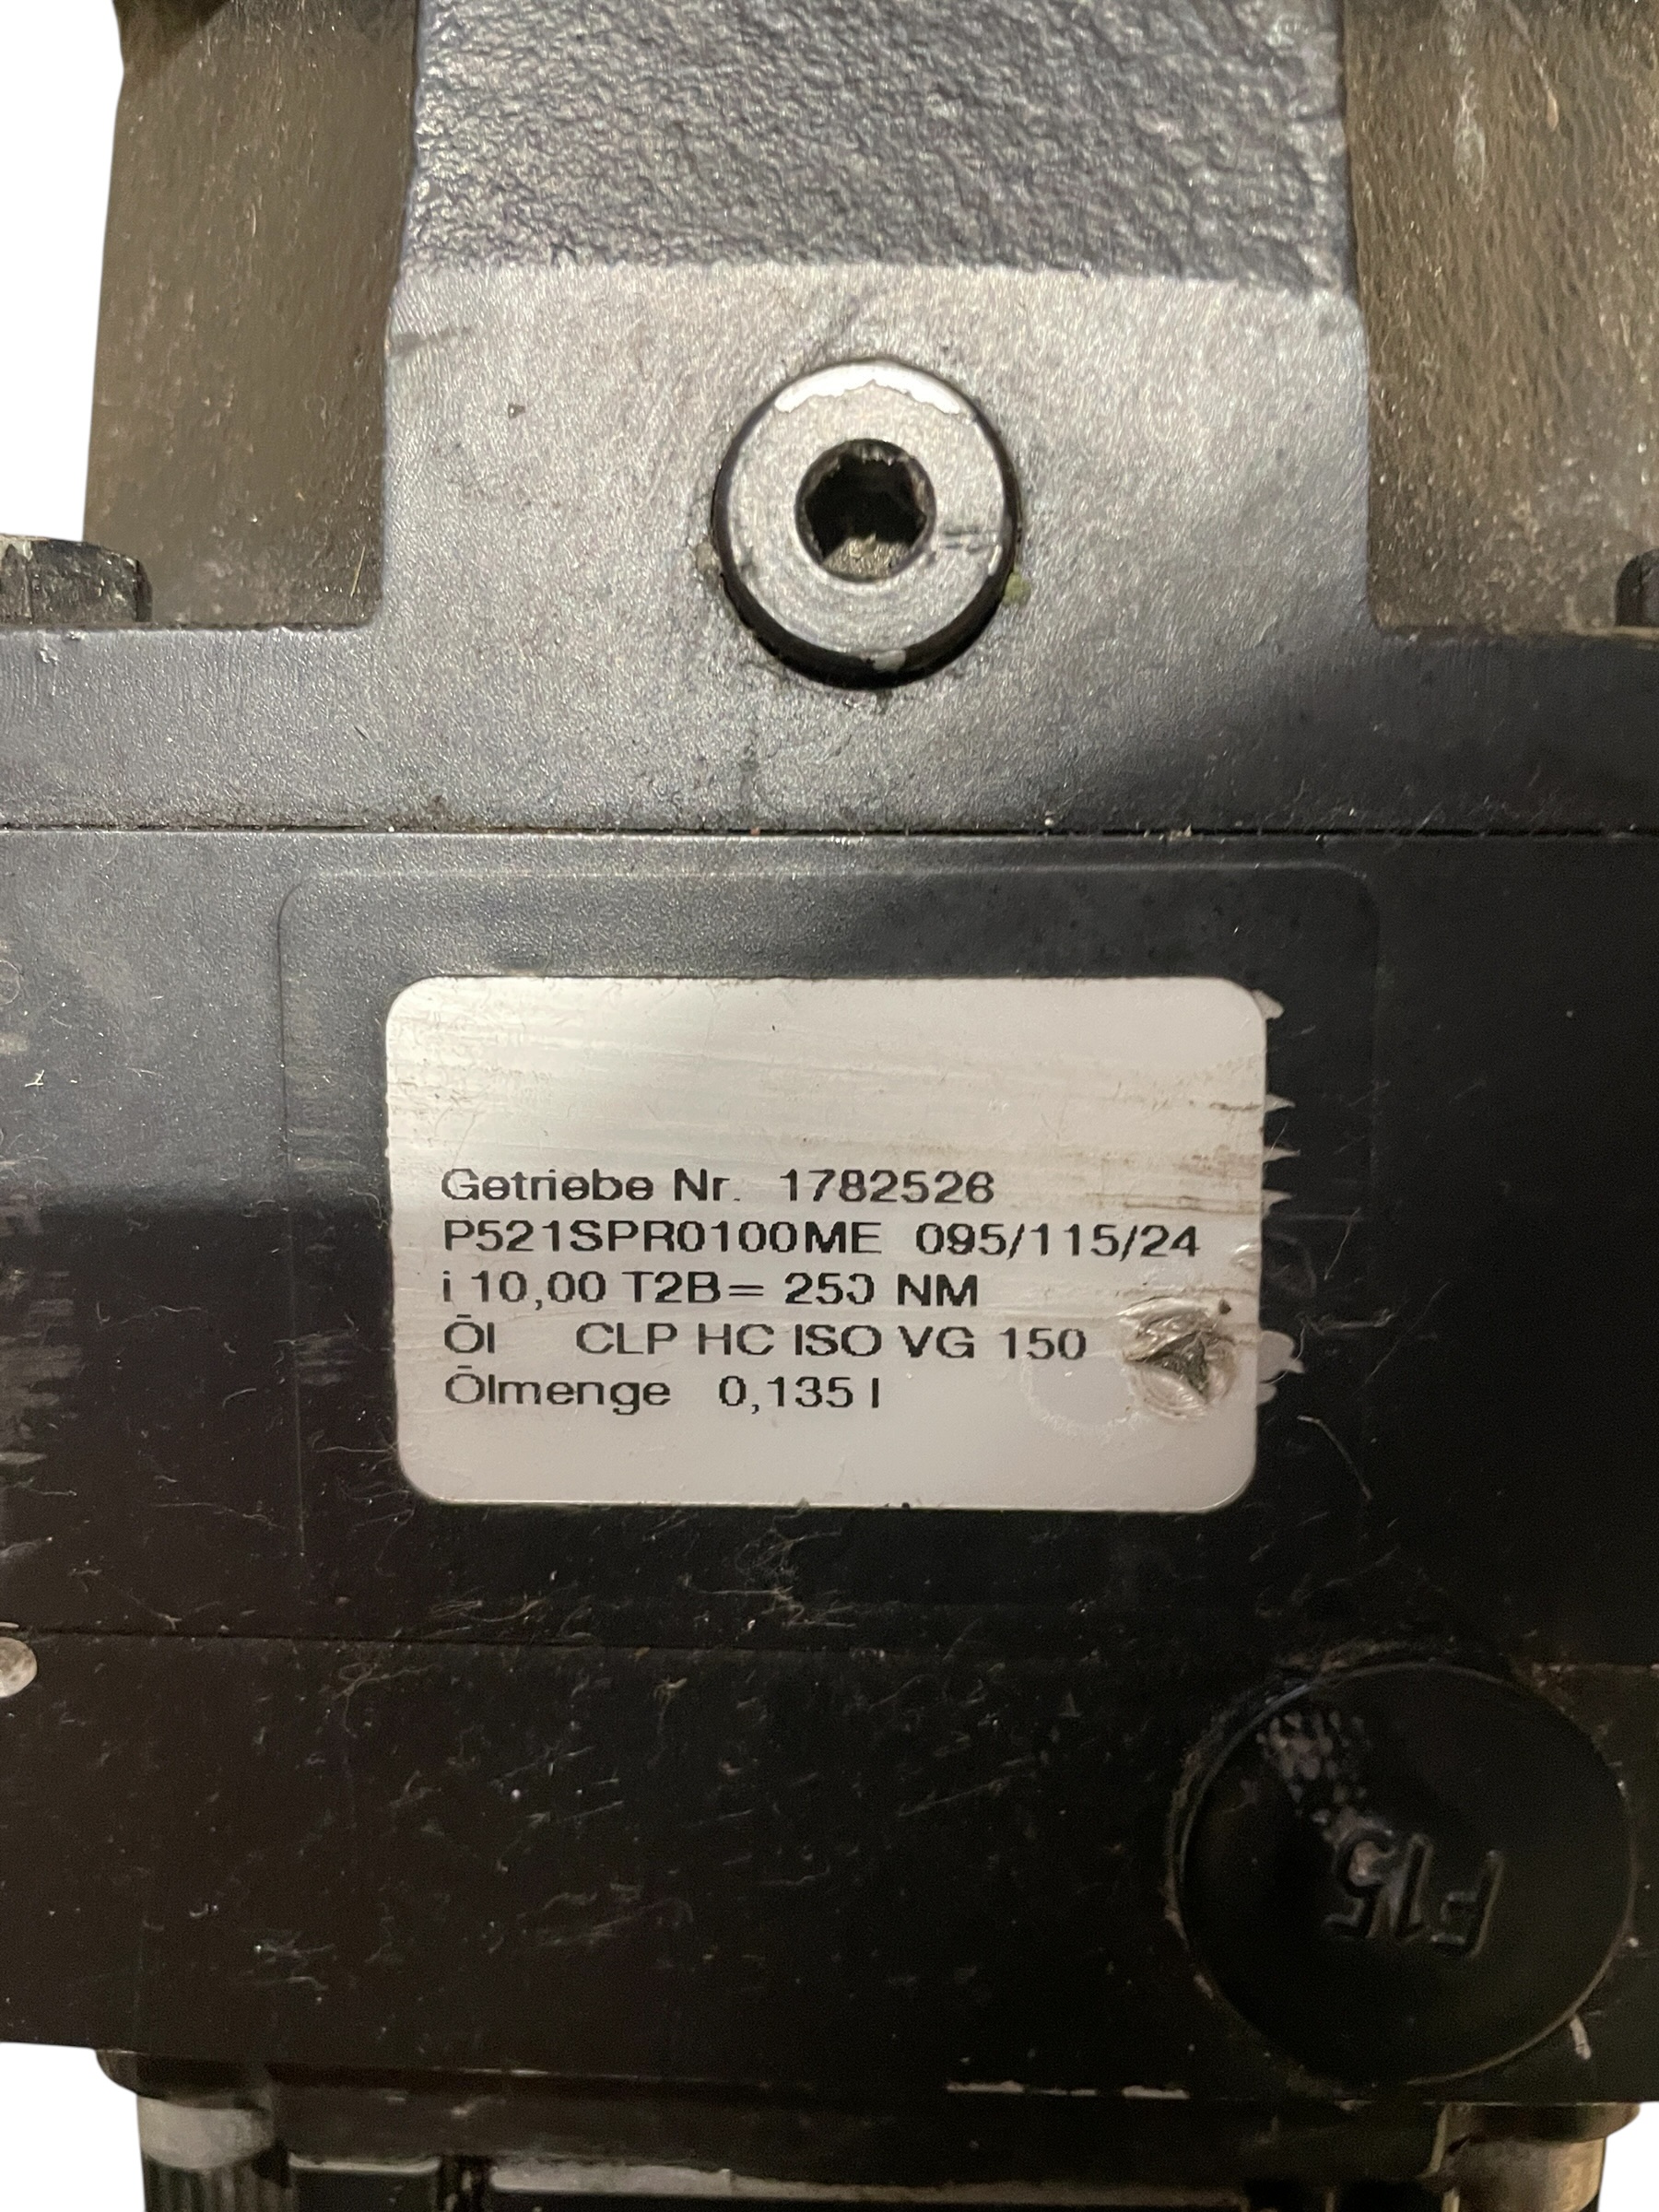 Getriebe Nr. 1782526
P521SPR0100ME 095/115/24
i 10,00 T2B= 250 NM
Öl CLP HC ISO VG 150
Ölmenge 0,135 l
F15